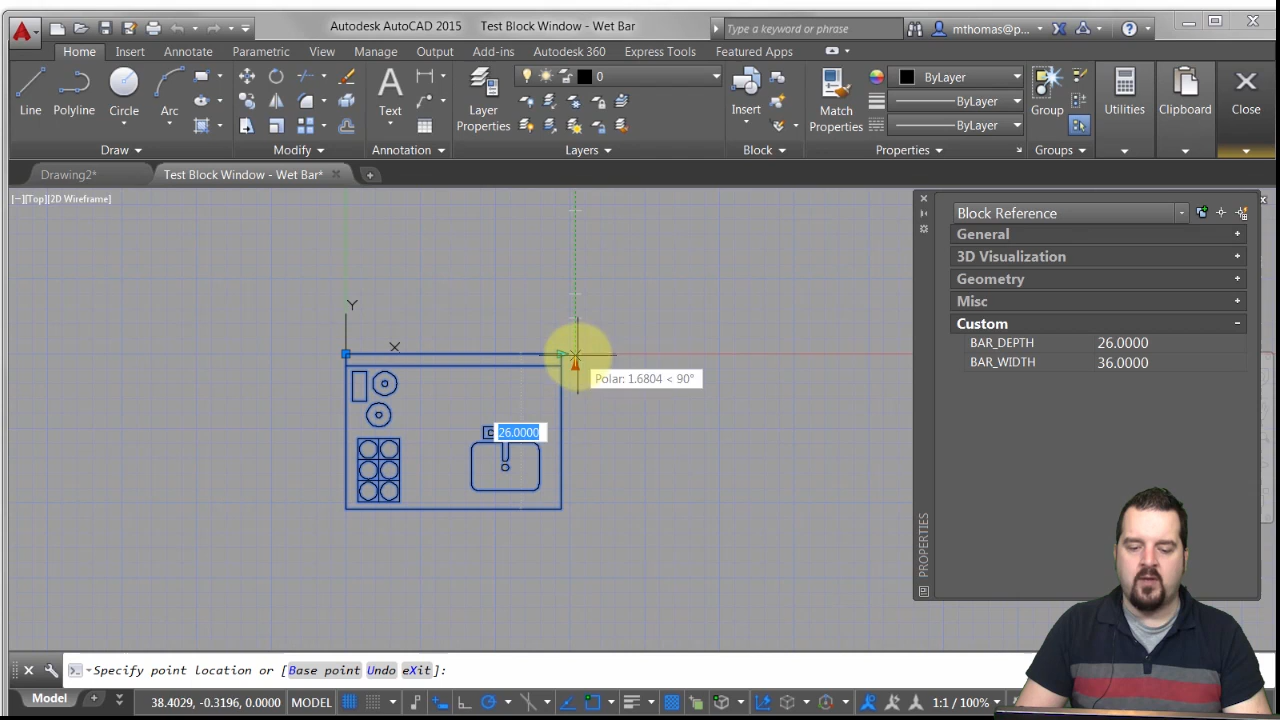 Autodesk AutoCAD 2015 Test Block Window - Wet Bar
Type a keyword or phrase
mthomas@p...
Home Insert Annotate Parametric View Manage Output Add-ins Autodesk 360 Express Tools Featured Apps
0
ByLayer
ByLayer
ByLayer
Line Polyline Circle Arc Text Layer Properties Insert Match Properties Group Utilities Clipboard Close
Draw Modify Annotation Layers Block Properties Groups
Drawing2* Test Block Window - Wet Bar*
[−][Top][2D Wireframe]
Block Reference
General +
3D Visualization +
Geometry +
Misc +
Custom -
BAR_DEPTH 26.0000
BAR_WIDTH 36.0000
PROPERTIES
Y
X
Polar: 1.6804 < 90°
26.0000
Specify point location or [Base point Undo eXit]:
Model + 38.4029, -0.3196, 0.0000 MODEL 1:1 / 100%